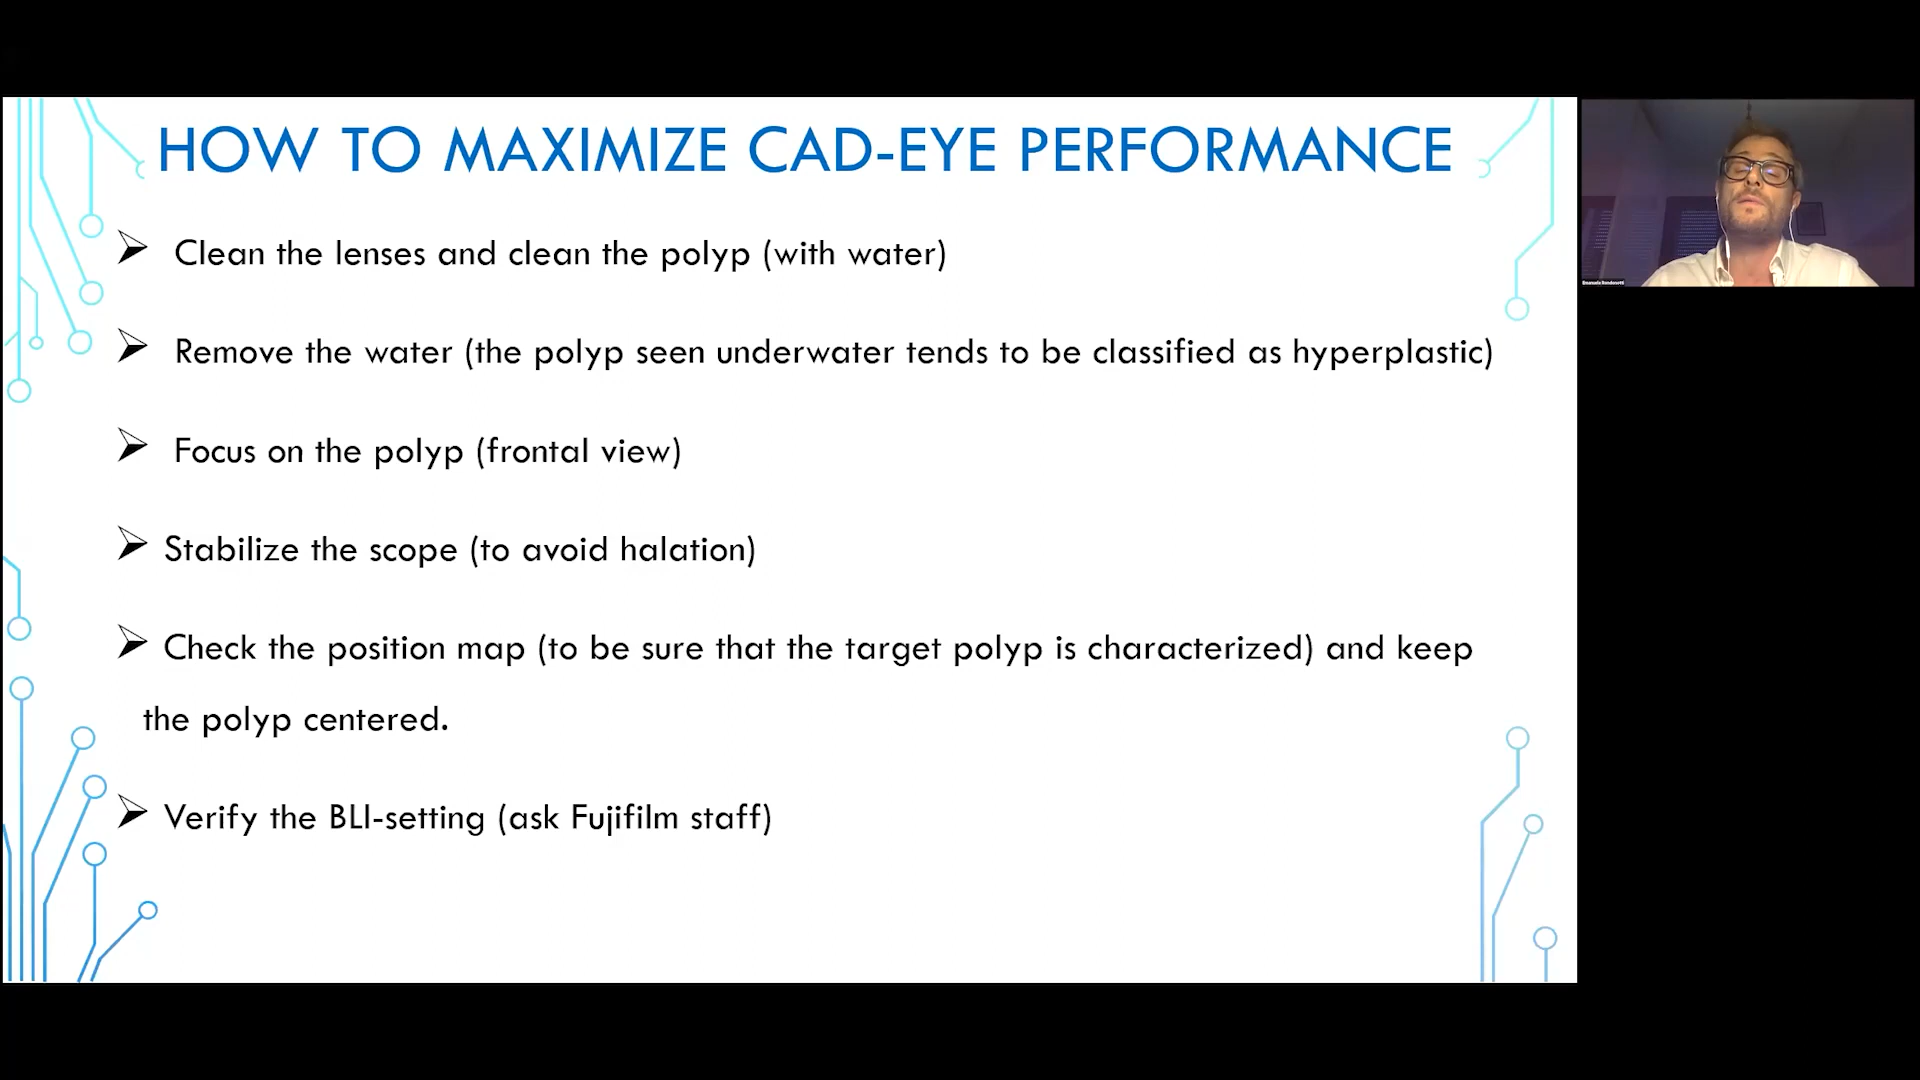 HOW TO MAXIMIZE CAD-EYE PERFORMANCE
Clean the lenses and clean the polyp (with water)
Remove the water (the polyp seen underwater tends to be classified as hyperplastic)
Focus on the polyp (frontal view)
Stabilize the scope (to avoid halation)
Check the position map (to be sure that the target polyp is characterized) and keep
the polyp centered.
Verify the BLI-setting (ask Fujifilm staff)